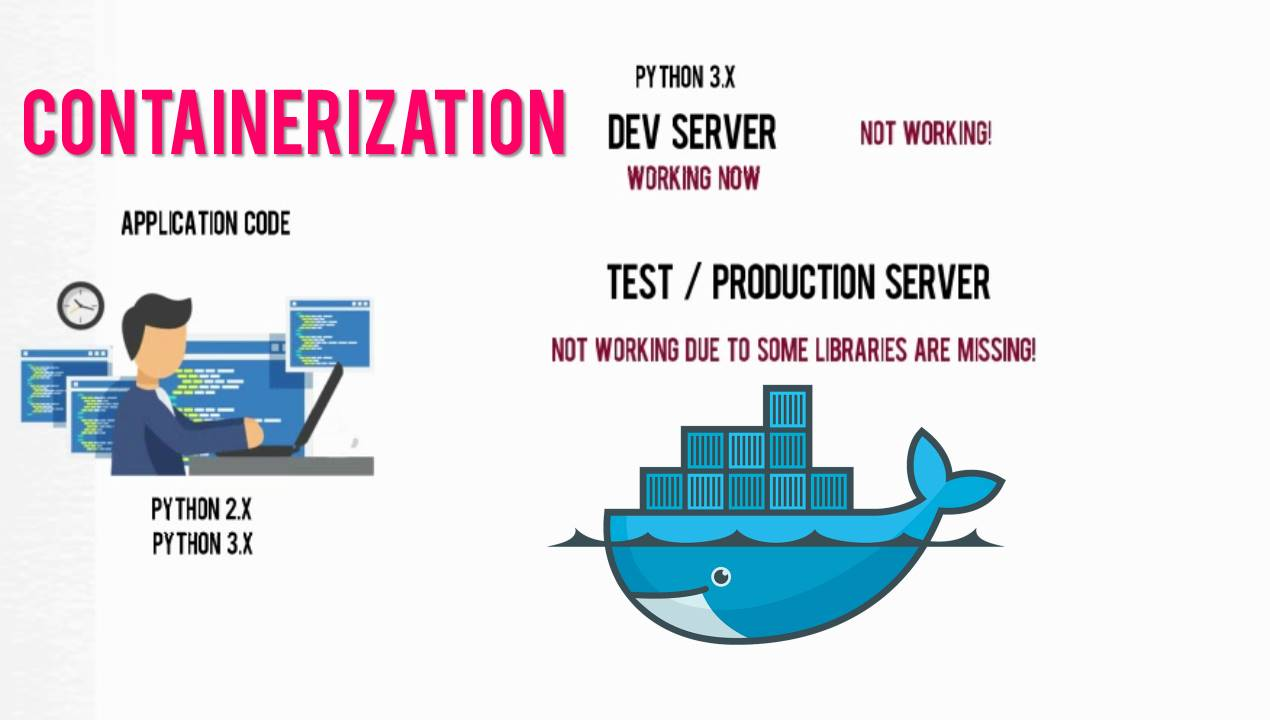 CONTAINERIZATION
APPLICATION CODE
PYTHON 2.X
PYTHON 3.X
PYTHON 3.X
DEV SERVER
WORKING NOW
NOT WORKING!
TEST / PRODUCTION SERVER
NOT WORKING DUE TO SOME LIBRARIES ARE MISSING!